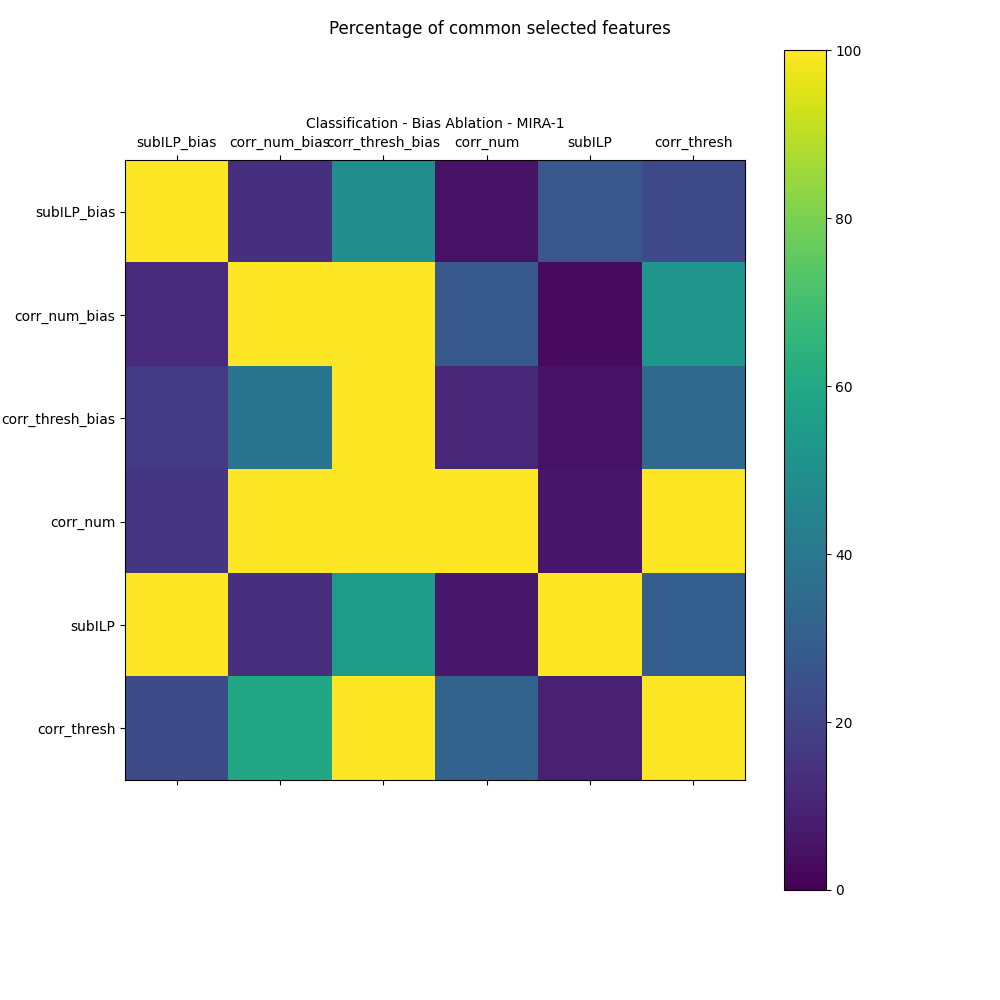 Percentage of common selected features
Classification - Bias Ablation - MIRA-1
subILP_bias corr_num_bias corr_thresh_bias corr_num subILP corr_thresh
subILP_bias
corr_num_bias
corr_thresh_bias
corr_num
subILP
corr_thresh
100
80
60
40
20
0